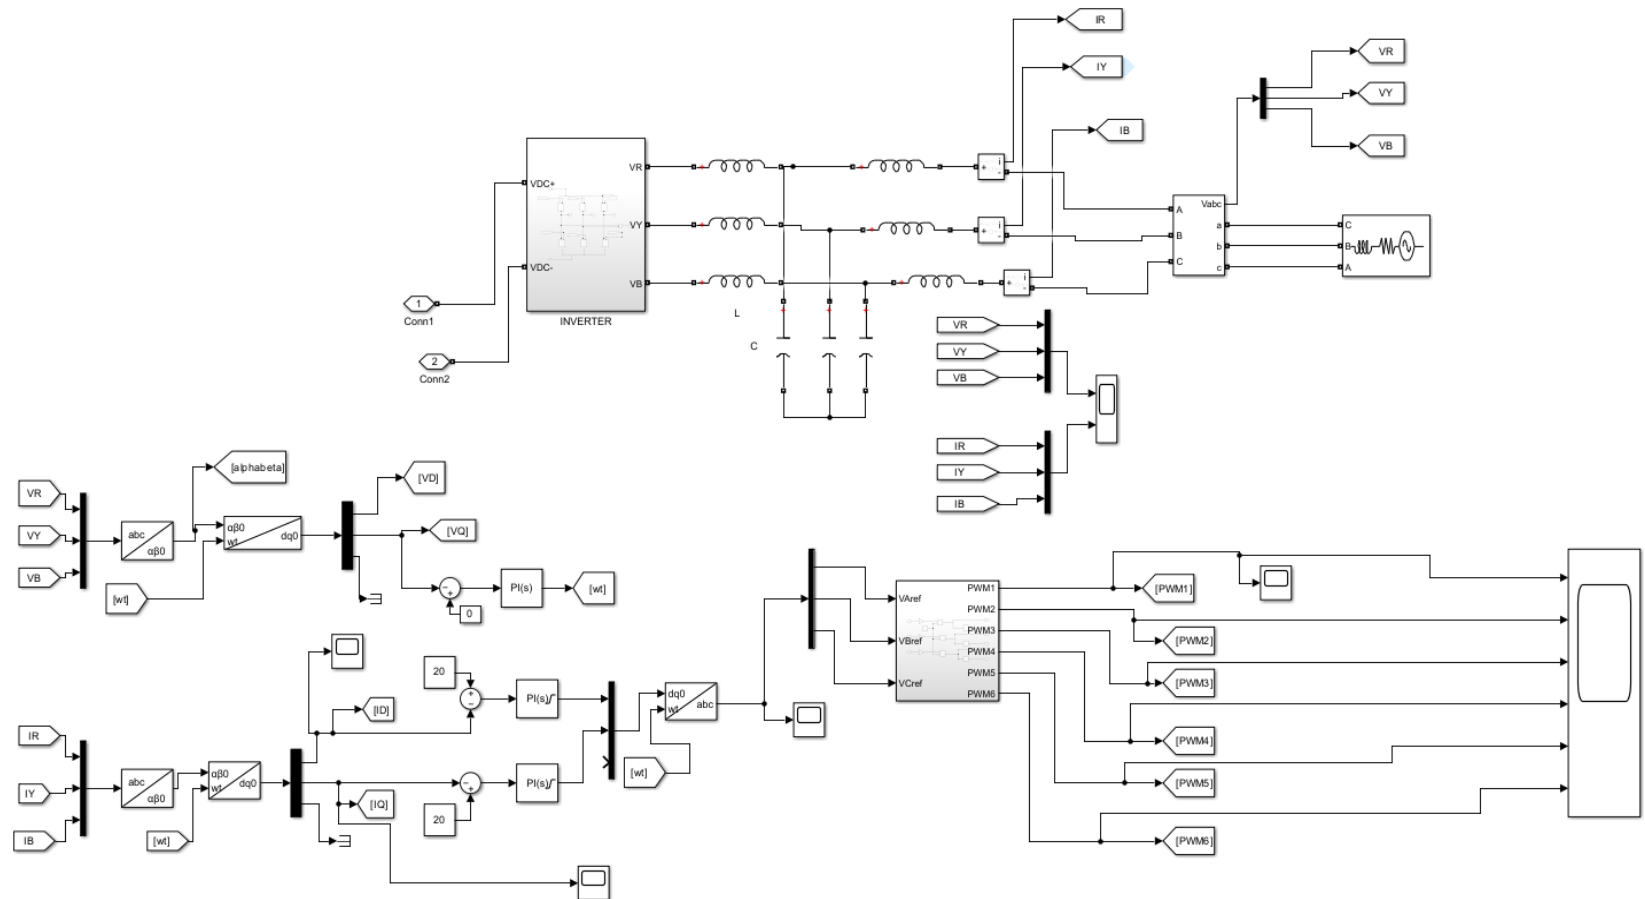 IR
IY
IB
VR
VY
VB
VDC+
VDC-
VR
VY
VB
INVERTER
1
Conn1
2
Conn2
L
C
i
+
-
i
+
-
i
+
-
Vabc
A
B
C
a
b
c
C
B
A
VR
VY
VB
IR
IY
IB
VR
VY
VB
abc
αβ0
[alphabeta]
αβ0
wt
dq0
[wt]
[VD]
[VQ]
0
PI(s)
[wt]
IR
IY
IB
abc
αβ0
αβ0
wt
dq0
[wt]
[ID]
[IQ]
20
20
PI(s)
PI(s)
dq0
wt
abc
[wt]
VAref
VBref
VCref
PWM1
PWM2
PWM3
PWM4
PWM5
PWM6
[PWM1]
[PWM2]
[PWM3]
[PWM4]
[PWM5]
[PWM6]